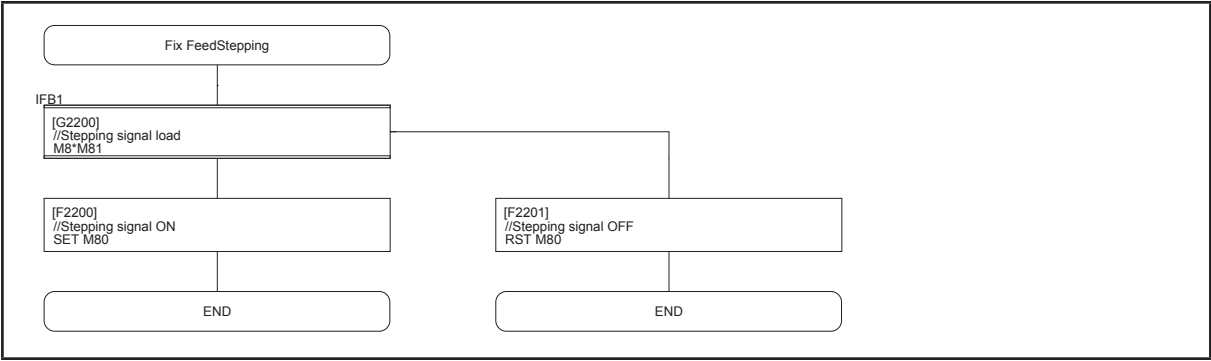 Fix FeedStepping
IFB1
[G2200]
//Stepping signal load
M8*M81
[F2200]
//Stepping signal ON
SET M80
[F2201]
//Stepping signal OFF
RST M80
END
END